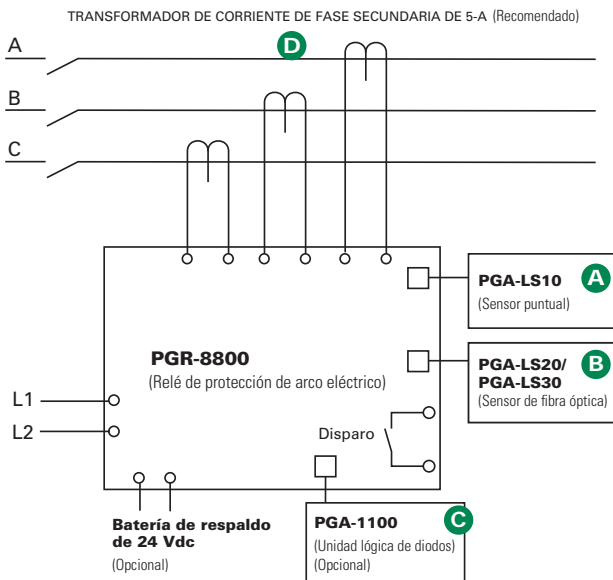 TRANSFORMADOR DE CORRIENTE DE FASE SECUNDARIA DE 5-A (Recomendado)
A
D
B
C
PGA-LS10 A
(Sensor puntual)
PGR-8800
(Relé de protección de arco eléctrico)
PGA-LS20/ B
PGA-LS30
(Sensor de fibra óptica)
L1
L2
Disparo
Batería de respaldo
de 24 Vdc
(Opcional)
PGA-1100 C
(Unidad lógica de diodos)
(Opcional)